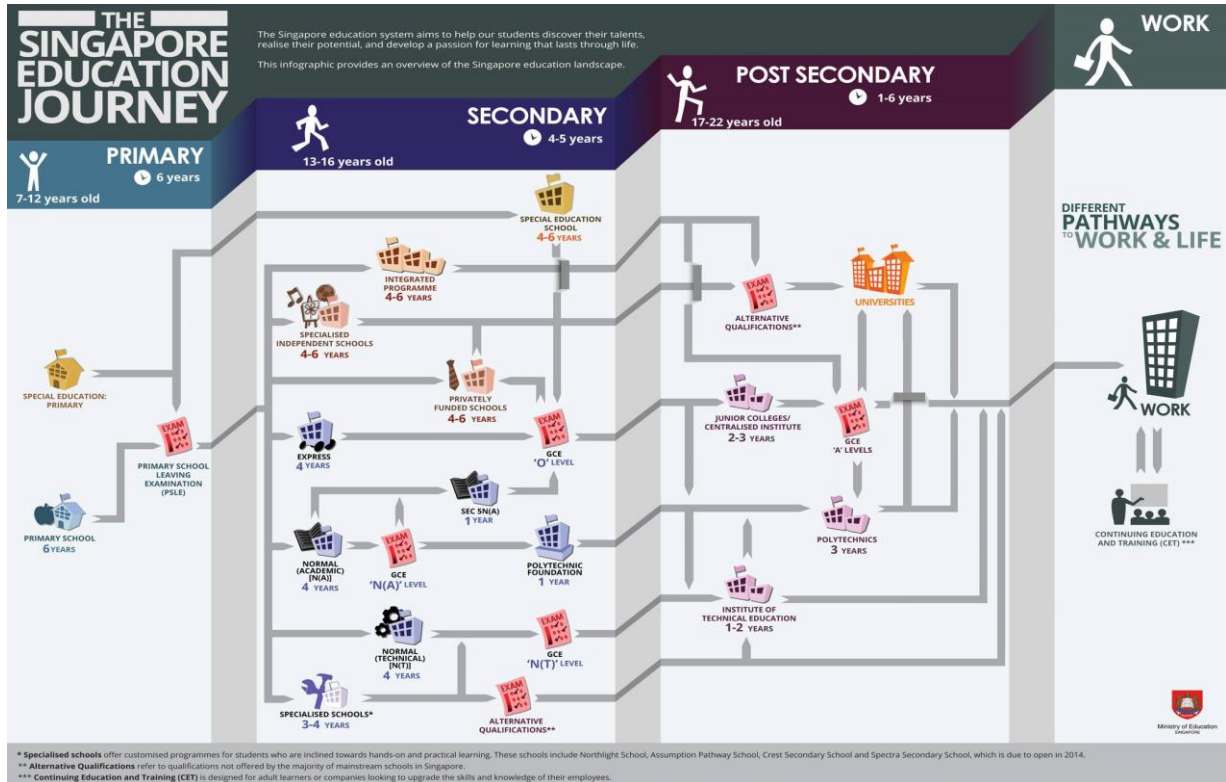 THE
SINGAPORE
EDUCATION
JOURNEY
The Singapore education system aims to help our students discover their talents,
realise their potential, and develop a passion for learning that lasts through life.
This infographic provides an overview of the Singapore education landscape.
PRIMARY
6 years
7-12 years old
SECONDARY
4-5 years
13-16 years old
POST SECONDARY
1-6 years
17-22 years old
WORK
SPECIAL EDUCATION:
PRIMARY
PRIMARY SCHOOL
6 YEARS
EXAM
PRIMARY SCHOOL
LEAVING
EXAMINATION
(PSLE)
SPECIAL EDUCATION
SCHOOL
4-6 YEARS
INTEGRATED
PROGRAMME
4-6 YEARS
SPECIALISED
INDEPENDENT SCHOOLS
4-6 YEARS
PRIVATELY
FUNDED SCHOOLS
4-6 YEARS
EXPRESS
4 YEARS
EXAM
GCE
'O' LEVEL
SEC 5N(A)
1 YEAR
NORMAL
(ACADEMIC)
[N(A)]
4 YEARS
EXAM
GCE
'N(A)' LEVEL
POLYTECHNIC
FOUNDATION
1 YEAR
NORMAL
(TECHNICAL)
[N(T)]
4 YEARS
EXAM
GCE
'N(T)' LEVEL
SPECIALISED SCHOOLS*
3-4 YEARS
EXAM
ALTERNATIVE
QUALIFICATIONS**
EXAM
ALTERNATIVE
QUALIFICATIONS**
UNIVERSITIES
JUNIOR COLLEGES/
CENTRALISED INSTITUTE
2-3 YEARS
EXAM
GCE
'A' LEVELS
POLYTECHNICS
3 YEARS
INSTITUTE OF
TECHNICAL EDUCATION
1-2 YEARS
DIFFERENT
PATHWAYS
TO WORK & LIFE
WORK
CONTINUING EDUCATION
AND TRAINING (CET) ***
Ministry of Education
SINGAPORE
* Specialised schools offer customised programmes for students who are inclined towards hands-on and practical learning. These schools include Northlight School, Assumption Pathway School, Crest Secondary School and Spectra Secondary School, which is due to open in 2014.
** Alternative Qualifications refer to qualifications not offered by the majority of mainstream schools in Singapore.
*** Continuing Education and Training (CET) is designed for adult learners or companies looking to upgrade the skills and knowledge of their employees.